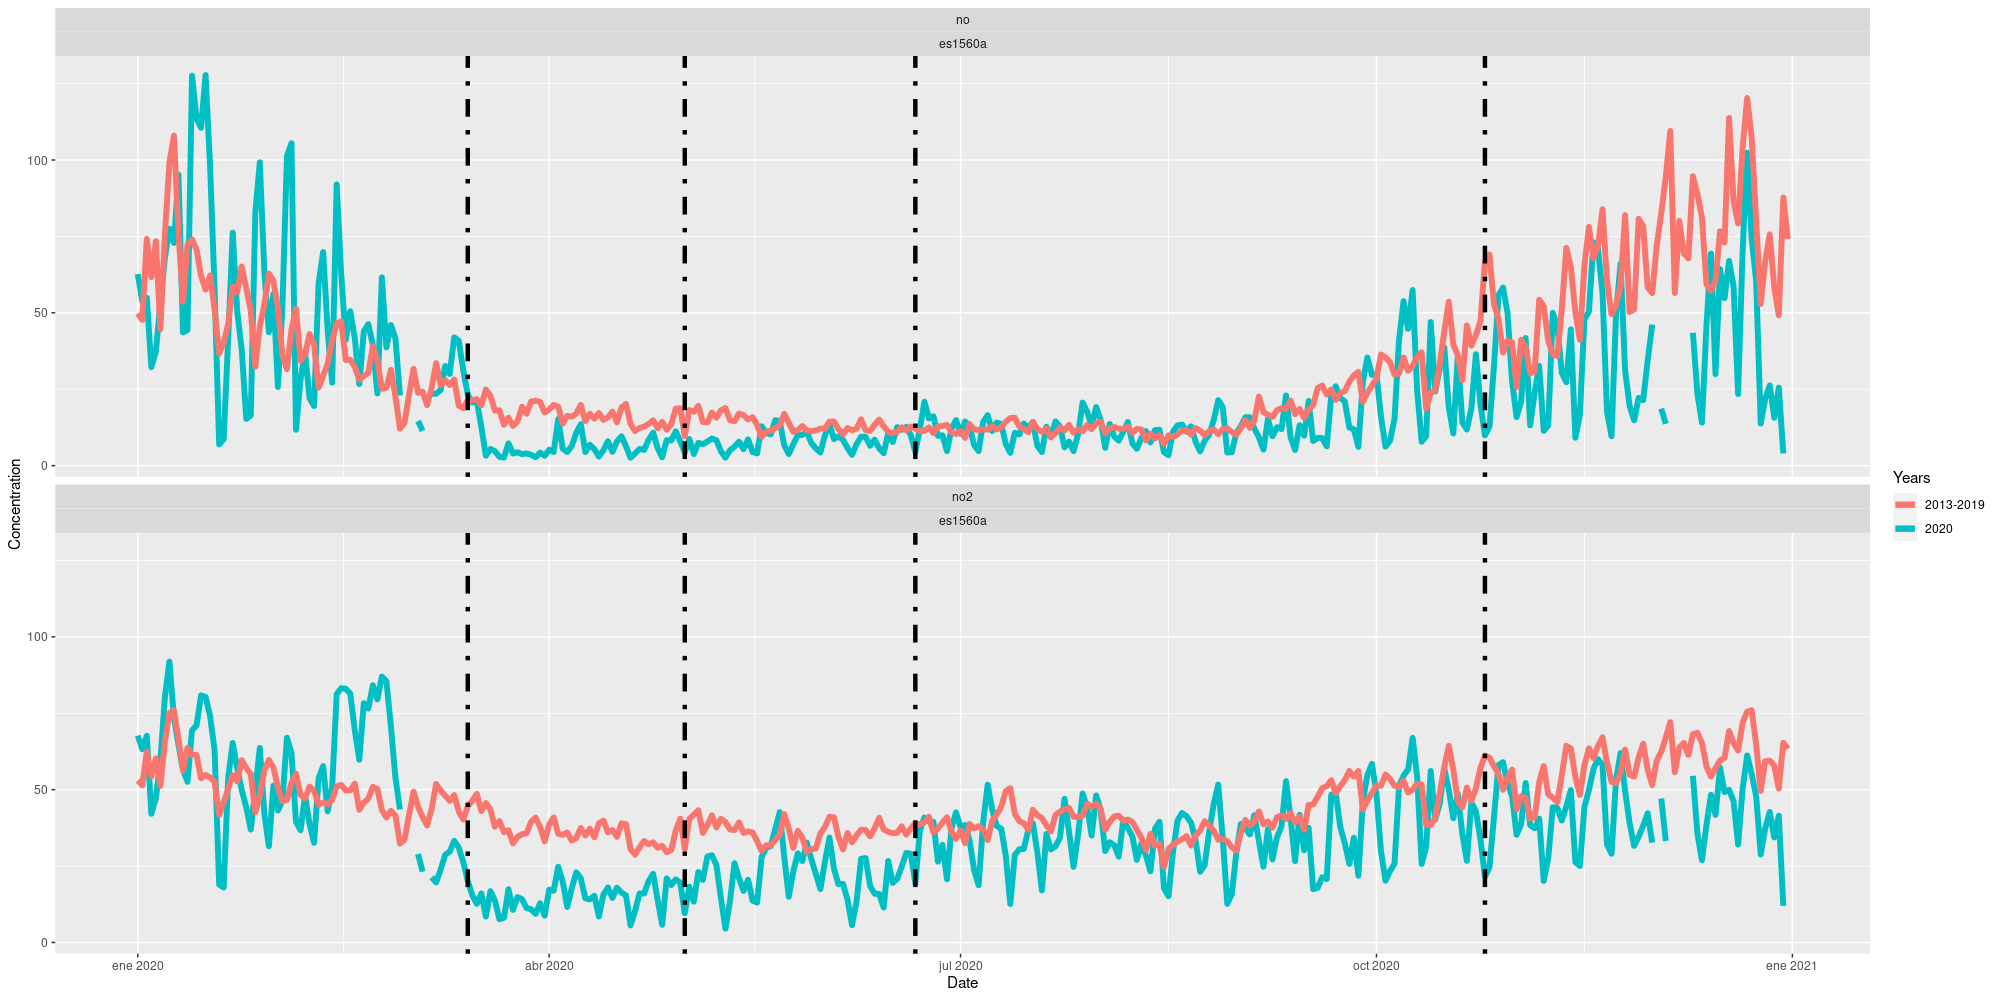 no
es1560a
100
50
0
no2
es1560a
100
50
0
ene 2020
abr 2020
jul 2020
oct 2020
ene 2021
Date
Concentration
Years
2013-2019
2020